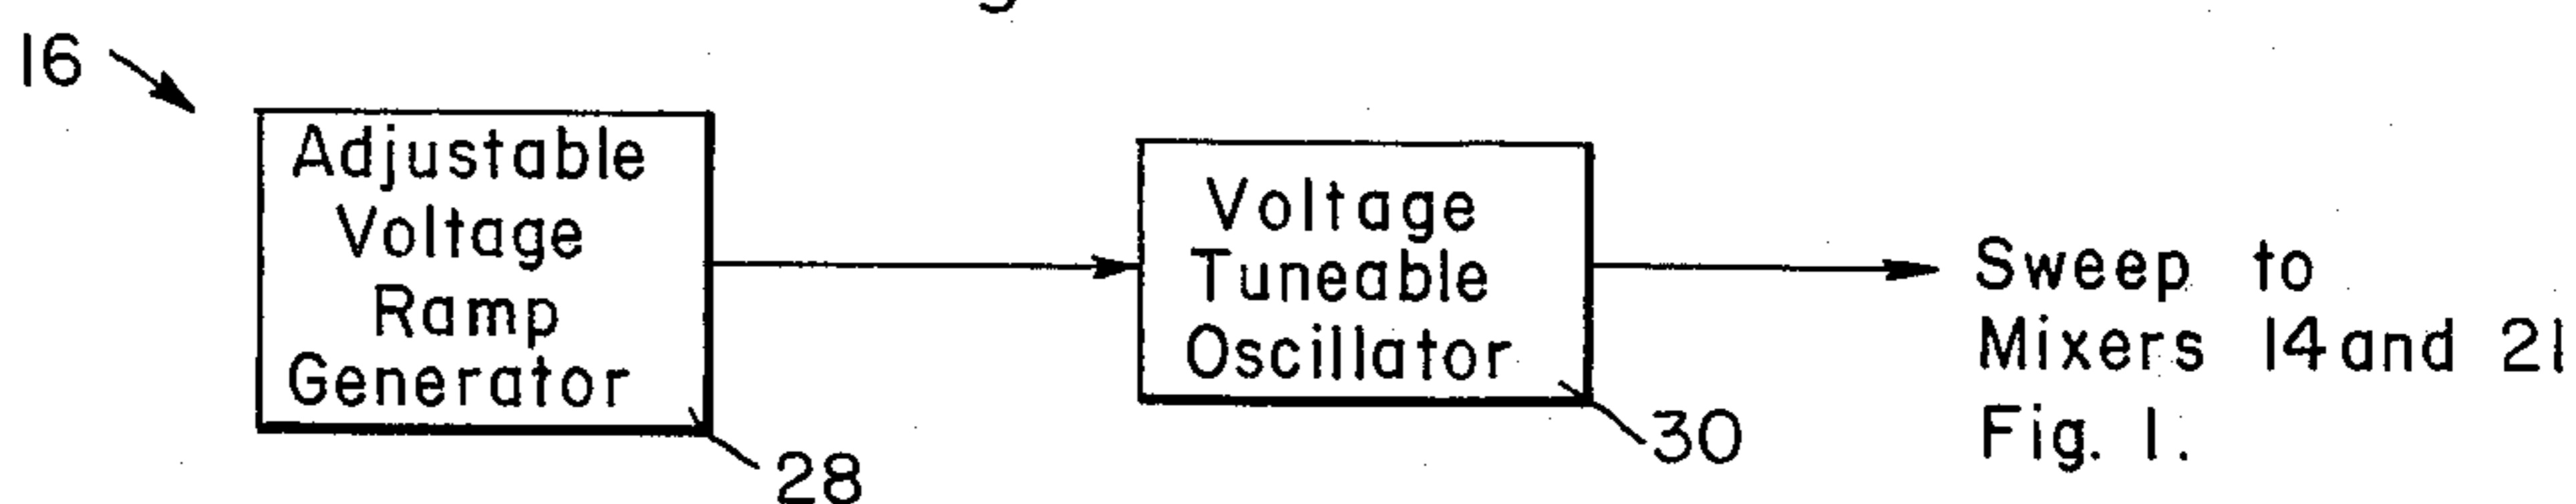 16
Adjustable
Voltage
Ramp
Generator
28
Voltage
Tuneable
Oscillator
30
Sweep to
Mixers 14 and 21
Fig. 1.